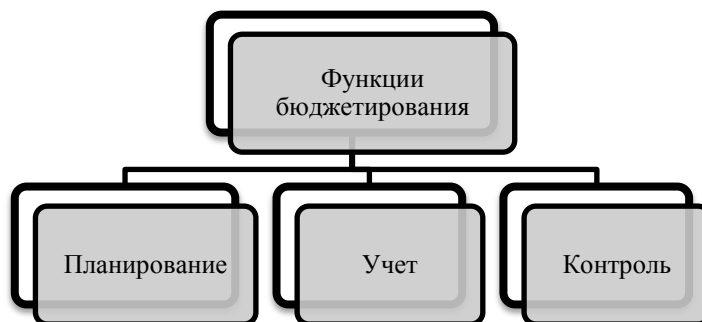 Функции
бюджетирования
Планирование
Учет
Контроль